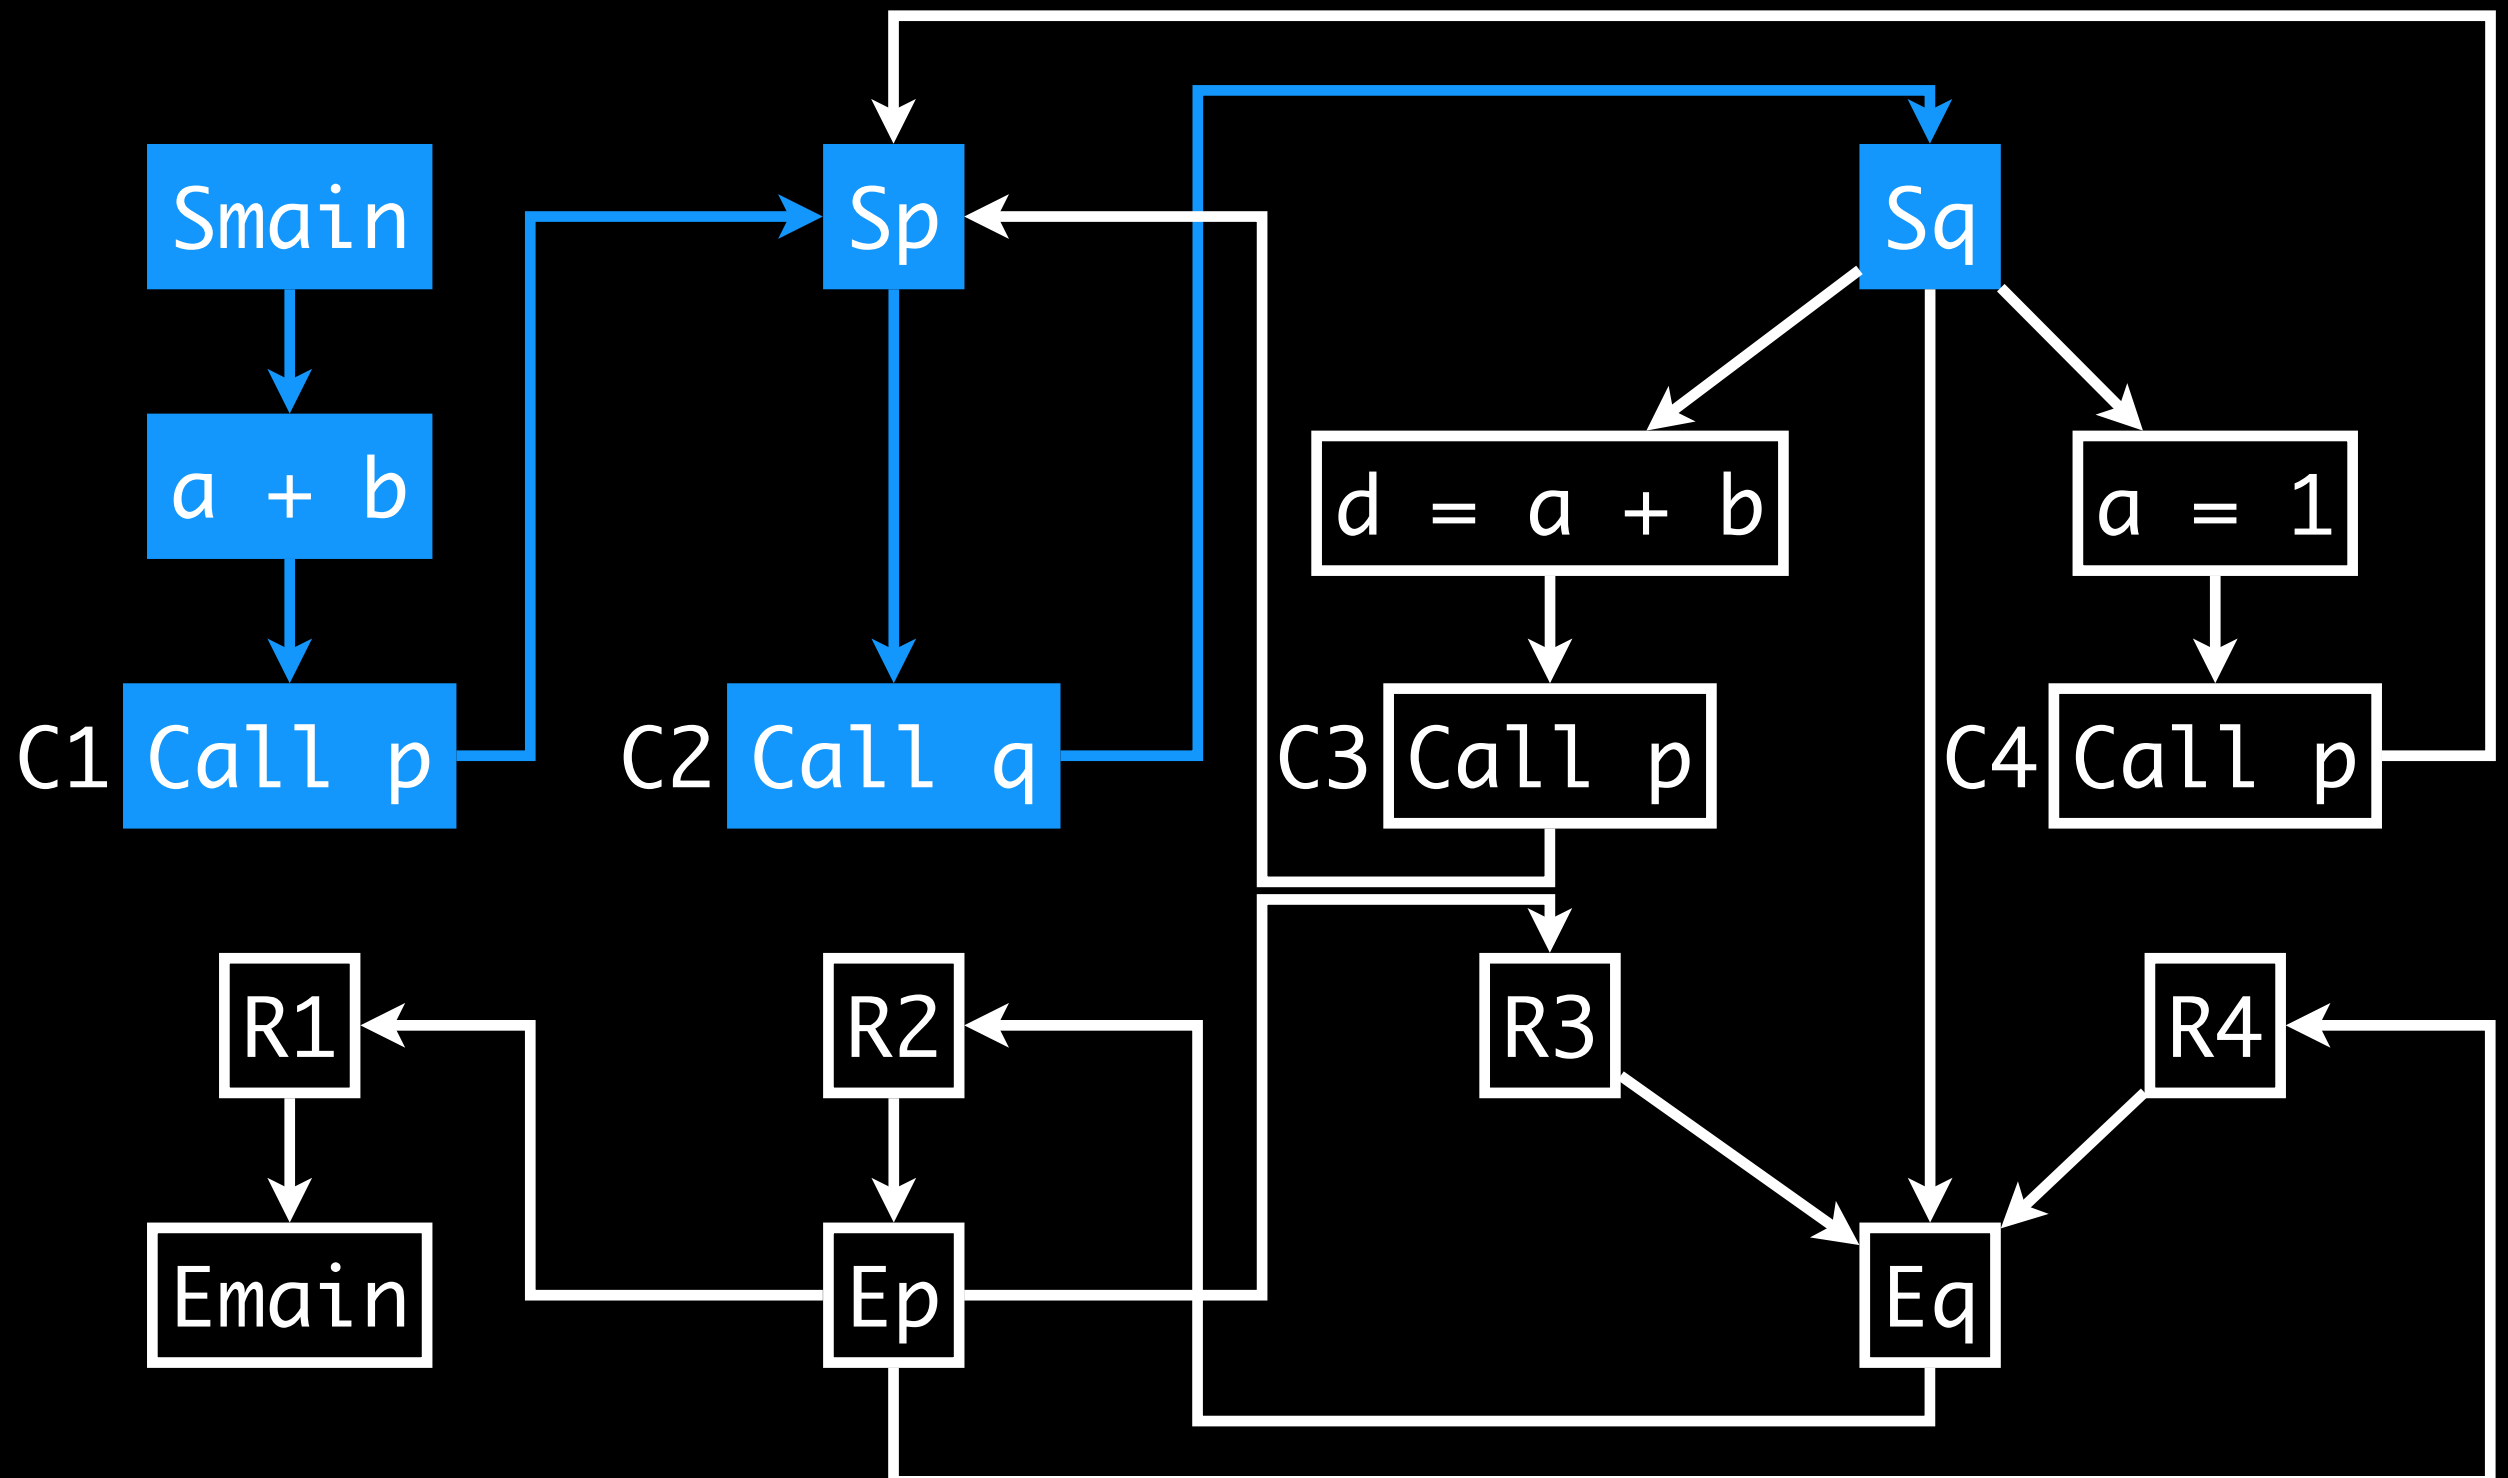 Smain
Sp
Sq
a + b
d = a + b
a = 1
C1 Call p
C2 Call q
C3 Call p
C4 Call p
R1
R2
R3
R4
Emain
Ep
Eq